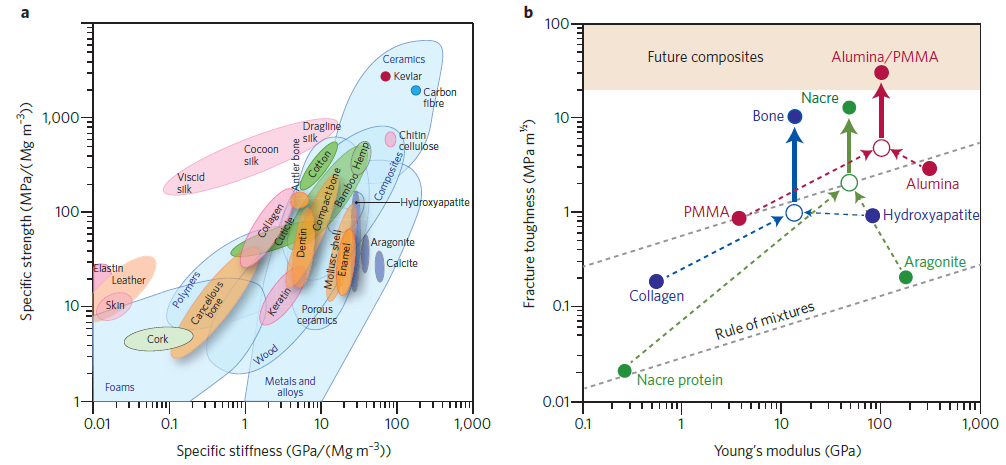 a
Specific strength (MPa/(Mg m⁻³))
1,000
100
10
1
0.01
0.1
1
10
100
1,000
Specific stiffness (GPa/(Mg m⁻³))
Ceramics
Kevlar
Carbon
fibre
Dragline
silk
Chitin
cellulose
Cocoon
silk
Viscid
silk
Antler bone
Cotton
Compact bone
Bamboo
Hemp
Composites
Hydroxyapatite
Collagen
Cuticle
Dentin
Mollusc shell
Enamel
Aragonite
Calcite
Elastin
Leather
Skin
Polymers
Cancellous
bone
Keratin
Porous
ceramics
Cork
Wood
Foams
Metals and
alloys
b
Fracture toughness (MPa m^½)
100
10
1
0.1
0.01
0.1
1
10
100
1,000
Young's modulus (GPa)
Future composites
Alumina/PMMA
Nacre
Bone
Alumina
PMMA
Hydroxyapatite
Aragonite
Collagen
Rule of mixtures
Nacre protein